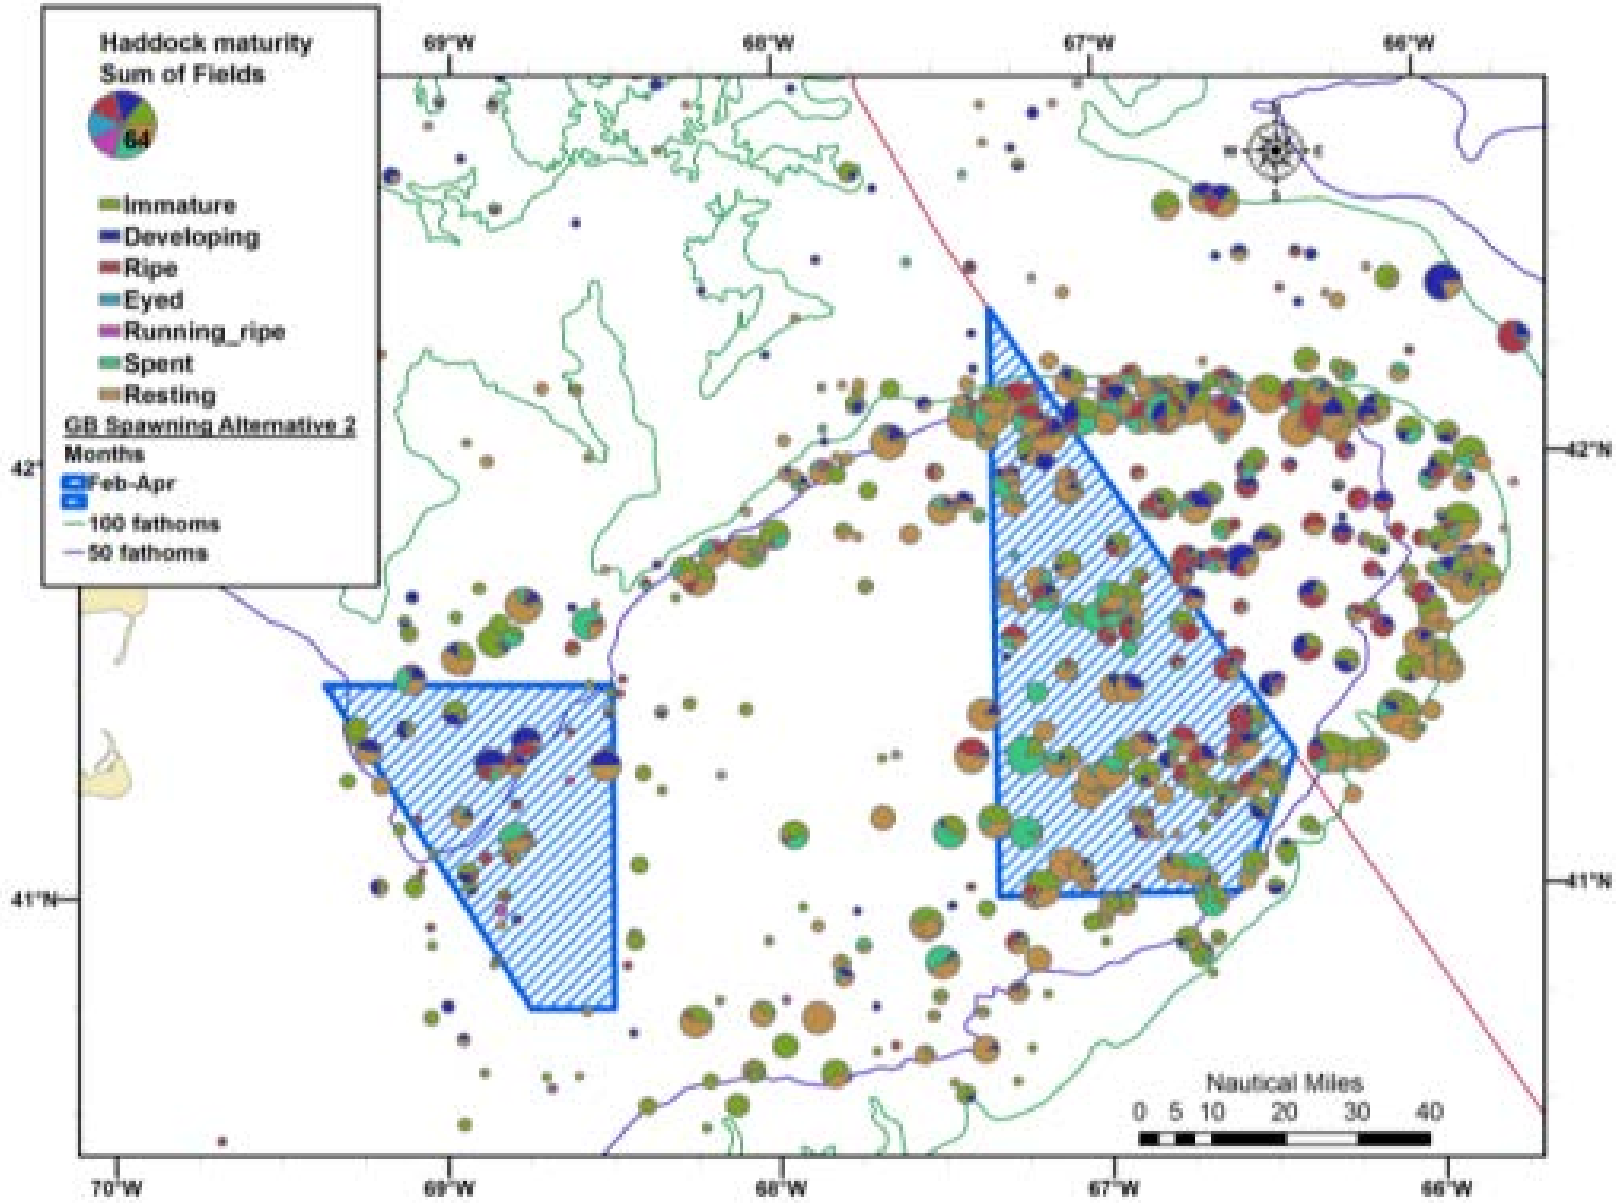 69°W 68°W 67°W 66°W
Haddock maturity
Sum of Fields
64
Immature
Developing
Ripe
Eyed
Running_ripe
Spent
Resting
GB Spawning Alternative 2
Months
Feb-Apr
100 fathoms
50 fathoms
42° 42°N
41°N 41°N
Nautical Miles
0 5 10 20 30 40
70°W 69°W 68°W 67°W 66°W